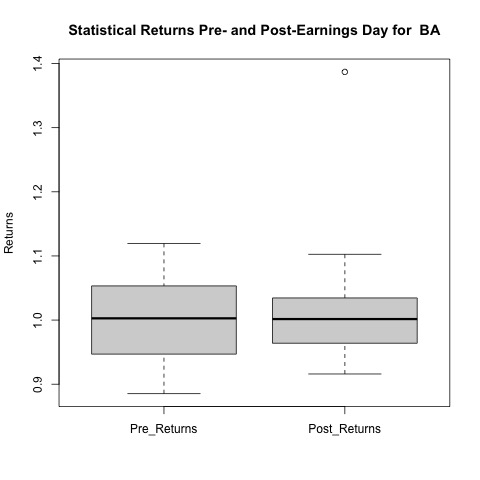 Statistical Returns Pre- and Post-Earnings Day for  BA
Returns
1.4
1.3
1.2
1.1
1.0
0.9
Pre_Returns
Post_Returns